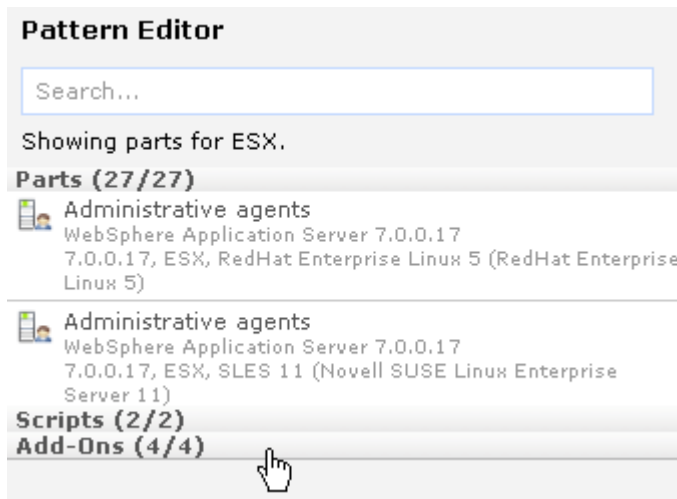 Pattern Editor
Search...
Showing parts for ESX.
Parts (27/27)
Administrative agents
WebSphere Application Server 7.0.0.17
7.0.0.17, ESX, RedHat Enterprise Linux 5 (RedHat Enterprise
Linux 5)
Administrative agents
WebSphere Application Server 7.0.0.17
7.0.0.17, ESX, SLES 11 (Novell SUSE Linux Enterprise
Server 11)
Scripts (2/2)
Add-Ons (4/4)